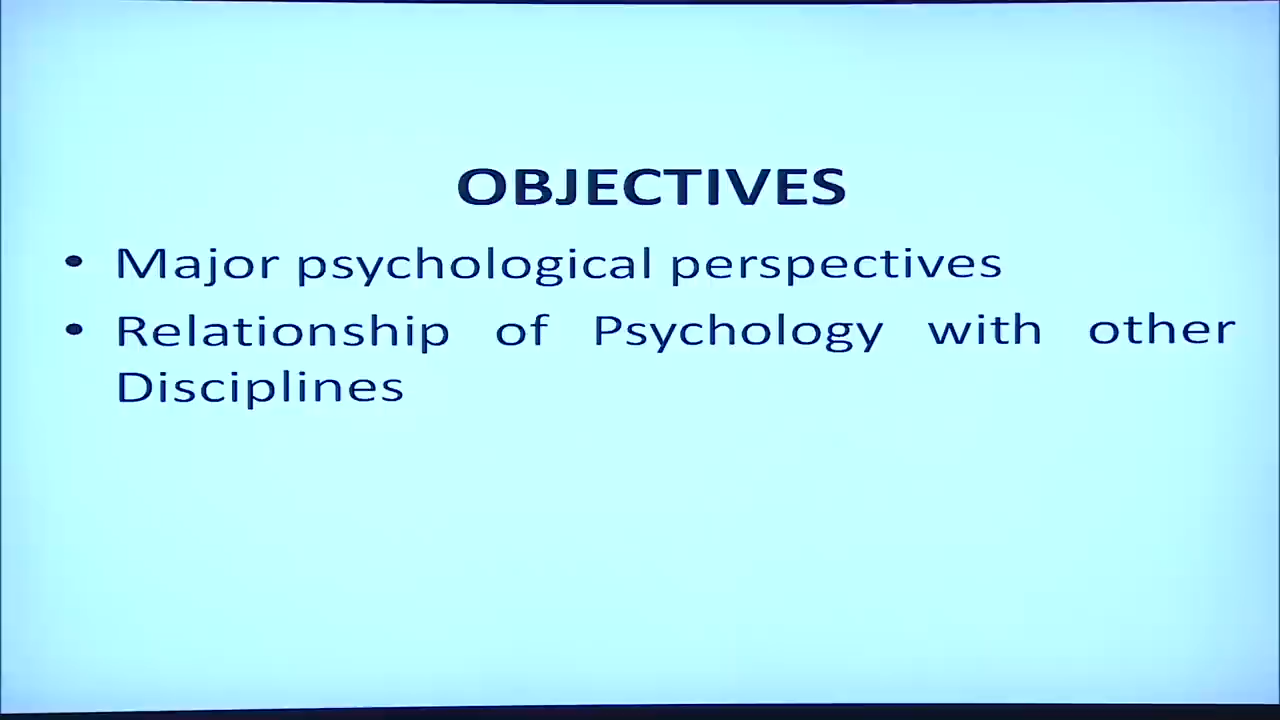 OBJECTIVES
• Major psychological perspectives
• Relationship of Psychology with other
Disciplines